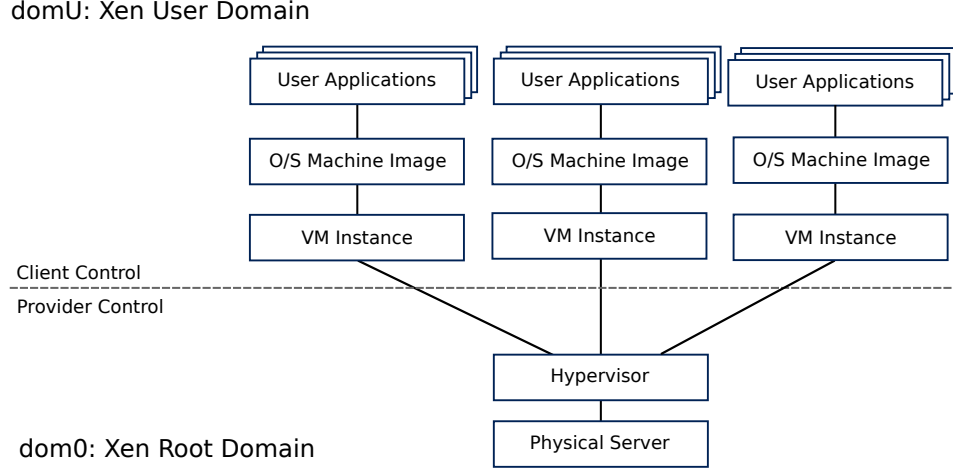 domU: Xen User Domain
User Applications
User Applications
User Applications
O/S Machine Image
O/S Machine Image
O/S Machine Image
VM Instance
VM Instance
VM Instance
Client Control
Provider Control
Hypervisor
Physical Server
dom0: Xen Root Domain